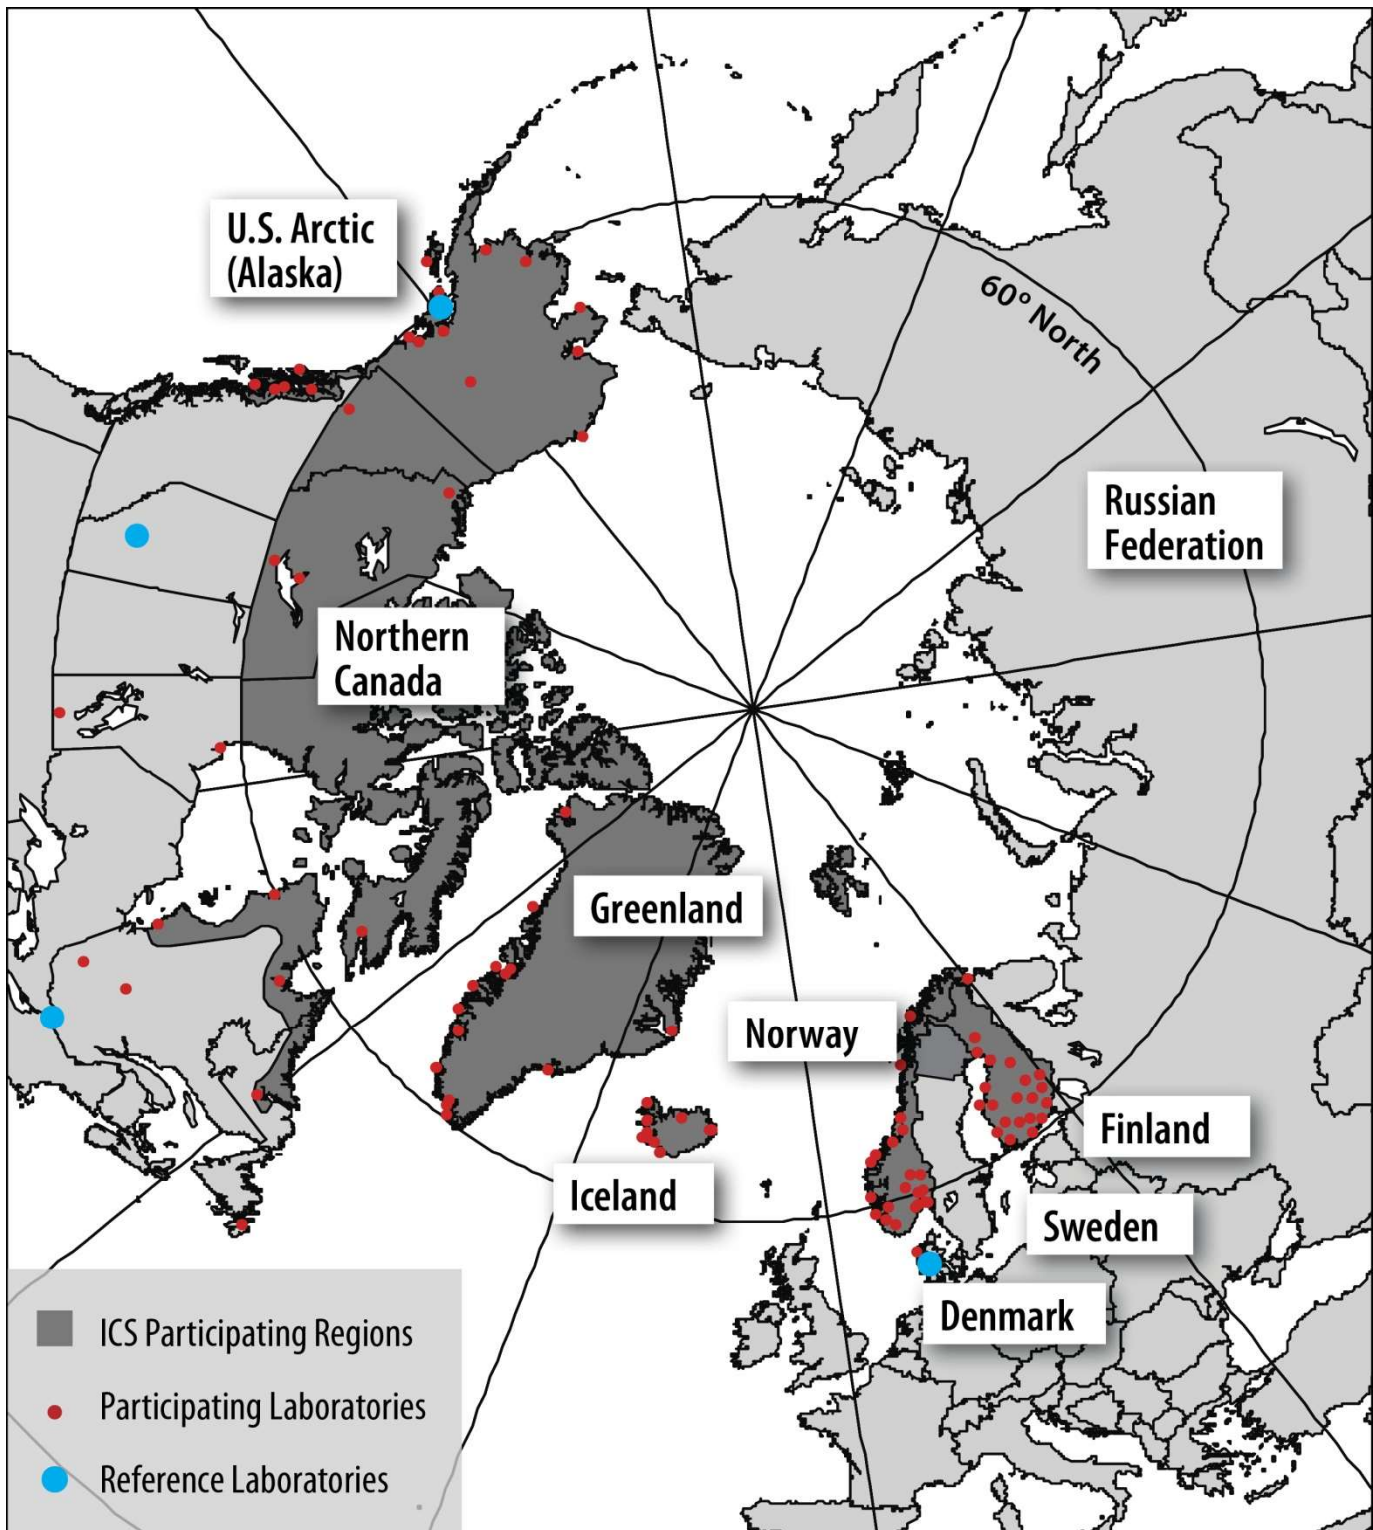 U.S. Arctic
(Alaska)
60° North
Russian
Federation
Northern
Canada
Greenland
Norway
Finland
Iceland
Sweden
Denmark
ICS Participating Regions
Participating Laboratories
Reference Laboratories